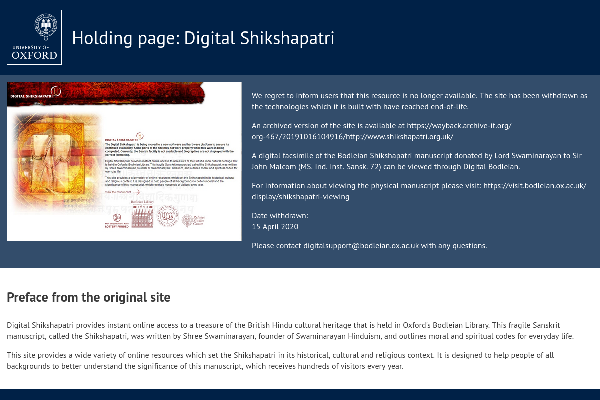 UNIVERSITY OF
OXFORD
Holding page: Digital Shikshapatri
DIGITAL SHIKSHAPATRI
We regret to inform users that this resource is no longer available. The site has been withdrawn as
the technologies which it is built with have reached end-of-life.
An archived version of the site is available at https://wayback.archive-it.org/
org-467/20191016104916/http://www.shikshapatri.org.uk/
A digital facsimile of the Bodleian Shikshapatri manuscript donated by Lord Swaminarayan to Sir
John Malcom (MS. Ind. Inst. Sansk. 72) can be viewed through Digital Bodleian.
For information about viewing the physical manuscript please visit: https://visit.bodleian.ox.ac.uk/
display/shikshapatri-viewing
Date withdrawn:
15 April 2020
Please contact digitalsupport@bodleian.ox.ac.uk with any questions.
Preface from the original site
Digital Shikshapatri provides instant online access to a treasure of the British Hindu cultural heritage that is held in Oxford's Bodleian Library. This fragile Sanskrit
manuscript, called the Shikshapatri, was written by Shree Swaminarayan, founder of Swaminarayan Hinduism, and outlines moral and spiritual codes for everyday life.
This site provides a wide variety of online resources which set the Shikshapatri in its historical, cultural and religious context. It is designed to help people of all
backgrounds to better understand the significance of this manuscript, which receives hundreds of visitors every year.